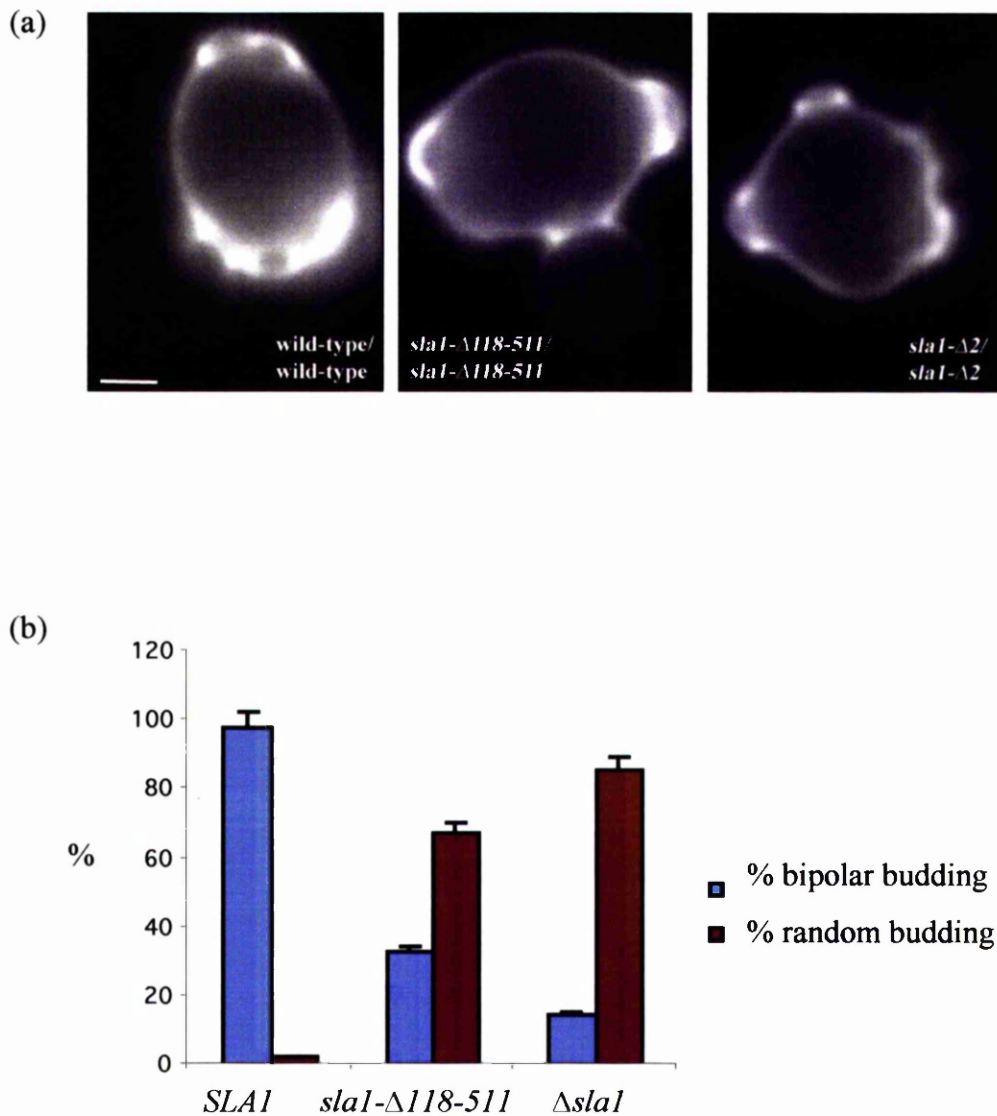 (a)
wild-type/
wild-type
sla1-Δ118-511/
sla1-Δ118-511
sla1-Δ2/
sla1-Δ2
(b)
120
100
80
60
40
20
0
%
% bipolar budding
% random budding
SLA1
sla1-Δ118-511
Δsla1